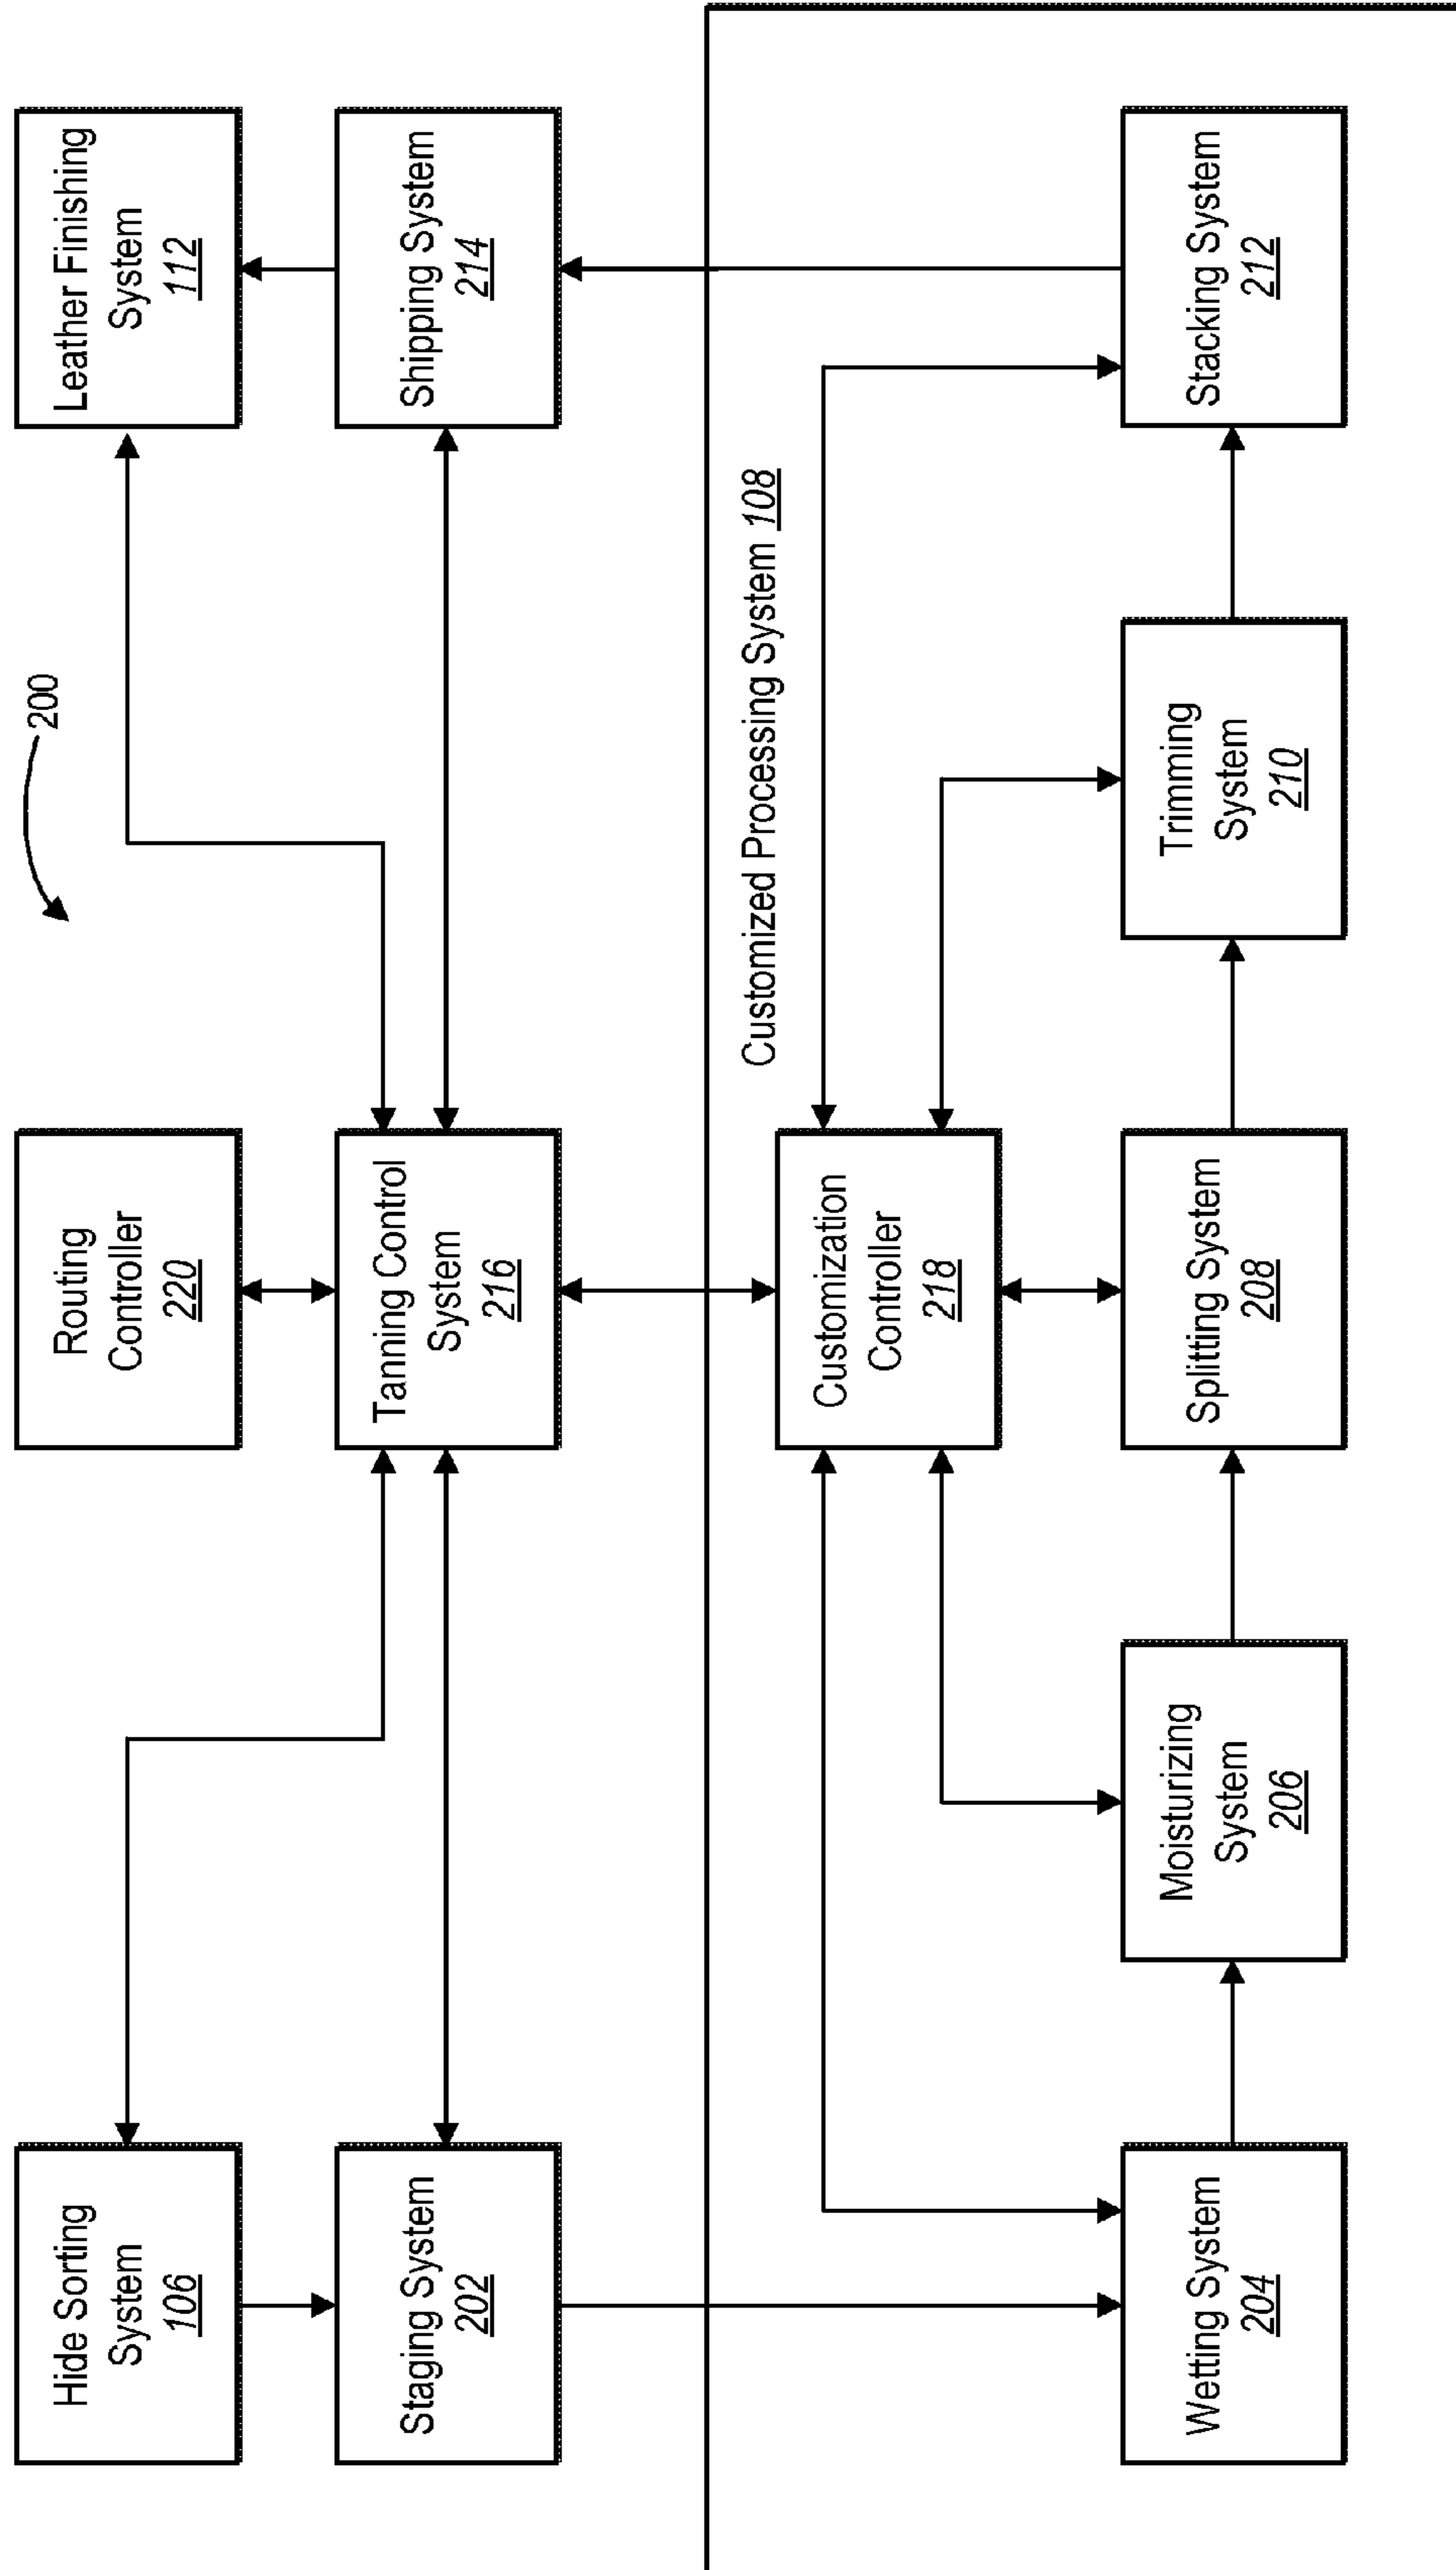 200
Hide Sorting
System
106
Routing
Controller
220
Leather Finishing
System
112
Staging System
202
Tanning Control
System
216
Shipping System
214
Customized Processing System 108
Customization
Controller
218
Wetting System
204
Moisturizing
System
206
Splitting System
208
Trimming
System
210
Stacking System
212